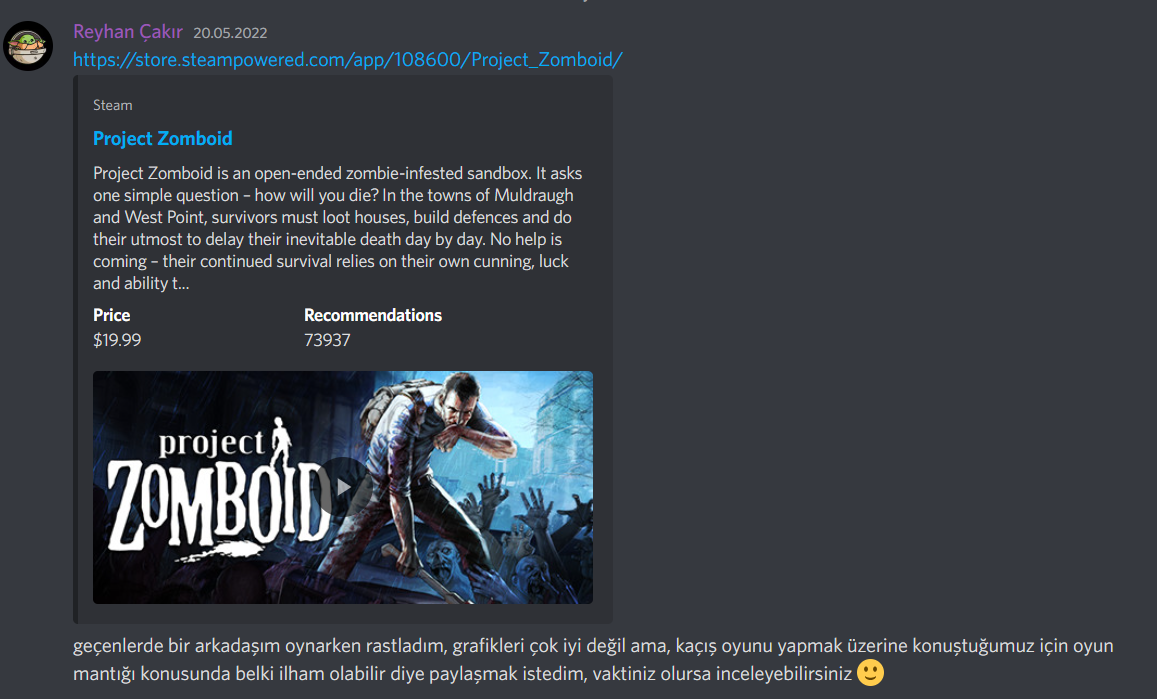 Reyhan Çakır 20.05.2022
https://store.steampowered.com/app/108600/Project_Zomboid/
Steam
Project Zomboid
Project Zomboid is an open-ended zombie-infested sandbox. It asks
one simple question – how will you die? In the towns of Muldraugh
and West Point, survivors must loot houses, build defences and do
their utmost to delay their inevitable death day by day. No help is
coming – their continued survival relies on their own cunning, luck
and ability t...
Price Recommendations
$19.99 73937
project
ZOMBOID
geçenlerde bir arkadaşım oynarken rastladım, grafikleri çok iyi değil ama, kaçış oyunu yapmak üzerine konuştuğumuz için oyun
mantığı konusunda belki ilham olabilir diye paylaşmak istedim, vaktiniz olursa inceleyebilirsiniz 🙂